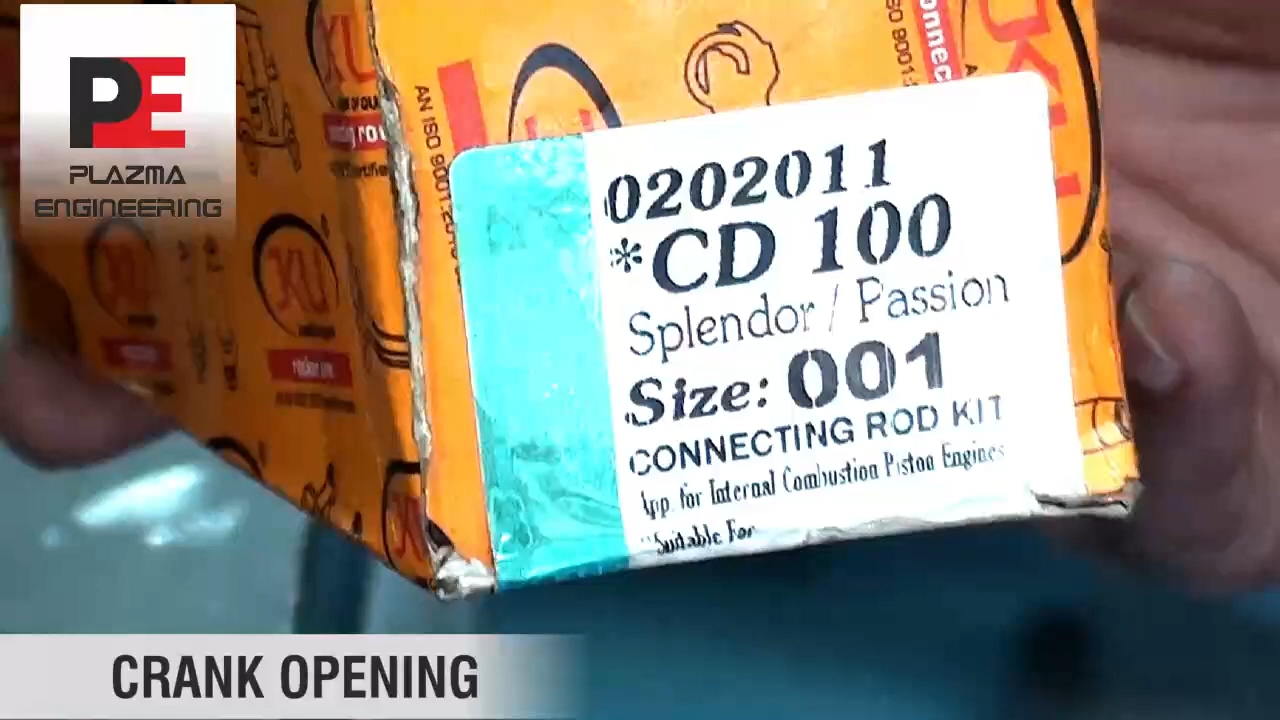 PE
PLAZMA
ENGINEERING
0202011
*CD 100
Splendor / Passion
Size: 001
CONNECTING ROD KIT
App. for Internal Combustion Piston Engines
Suitable For
AN ISO 9001:
CRANK OPENING